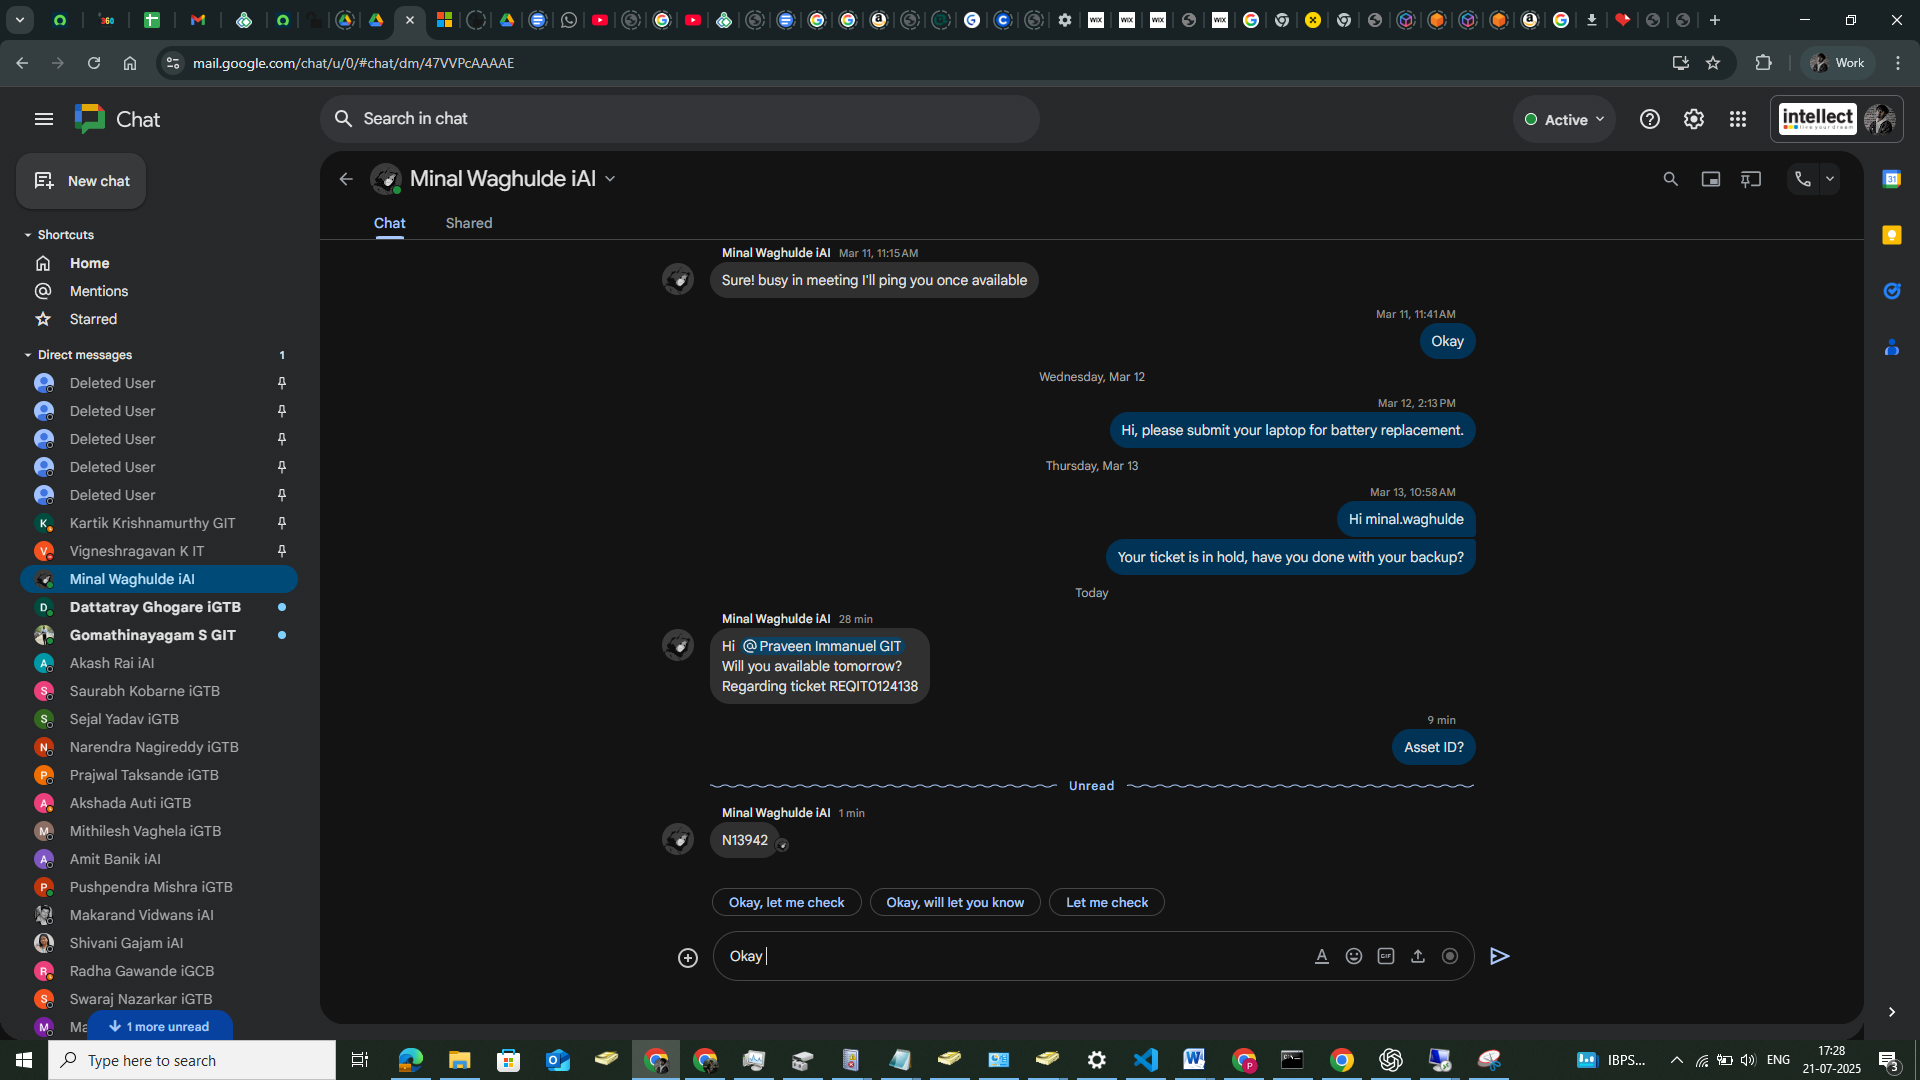 mail.google.com/chat/u/0/#chat/dm/47VVPcAAAAE
Work
Chat
Search in chat
Active
intellect
New chat
Shortcuts
Home
Mentions
Starred
Direct messages 1
Deleted User
Deleted User
Deleted User
Deleted User
Deleted User
K Kartik Krishnamurthy GIT
V Vigneshragavan K IT
Minal Waghulde iAI
D Dattatray Ghogare iGTB
Gomathinayagam S GIT
A Akash Rai iAI
S Saurabh Kobarne iGTB
S Sejal Yadav iGTB
N Narendra Nagireddy iGTB
P Prajwal Taksande iGTB
A Akshada Auti iGTB
M Mithilesh Vaghela iGTB
A Amit Banik iAI
P Pushpendra Mishra iGTB
Makarand Vidwans iAI
Shivani Gajam iAI
R Radha Gawande iGCB
S Swaraj Nazarkar iGTB
M Ma
1 more unread
Minal Waghulde iAI
Chat Shared
Minal Waghulde iAI Mar 11, 11:15 AM
Sure! busy in meeting I'll ping you once available
Mar 11, 11:41 AM
Okay
Wednesday, Mar 12
Mar 12, 2:13 PM
Hi, please submit your laptop for battery replacement.
Thursday, Mar 13
Mar 13, 10:58 AM
Hi minal.waghulde
Your ticket is in hold, have you done with your backup?
Today
Minal Waghulde iAI 28 min
Hi @Praveen Immanuel GIT
Will you available tomorrow?
Regarding ticket REQIT0124138
9 min
Asset ID?
Unread
Minal Waghulde iAI 1 min
N13942
Okay, let me check
Okay, will let you know
Let me check
Okay
GIF
31
Type here to search
IBPS...
ENG
17:28
21-07-2025
3